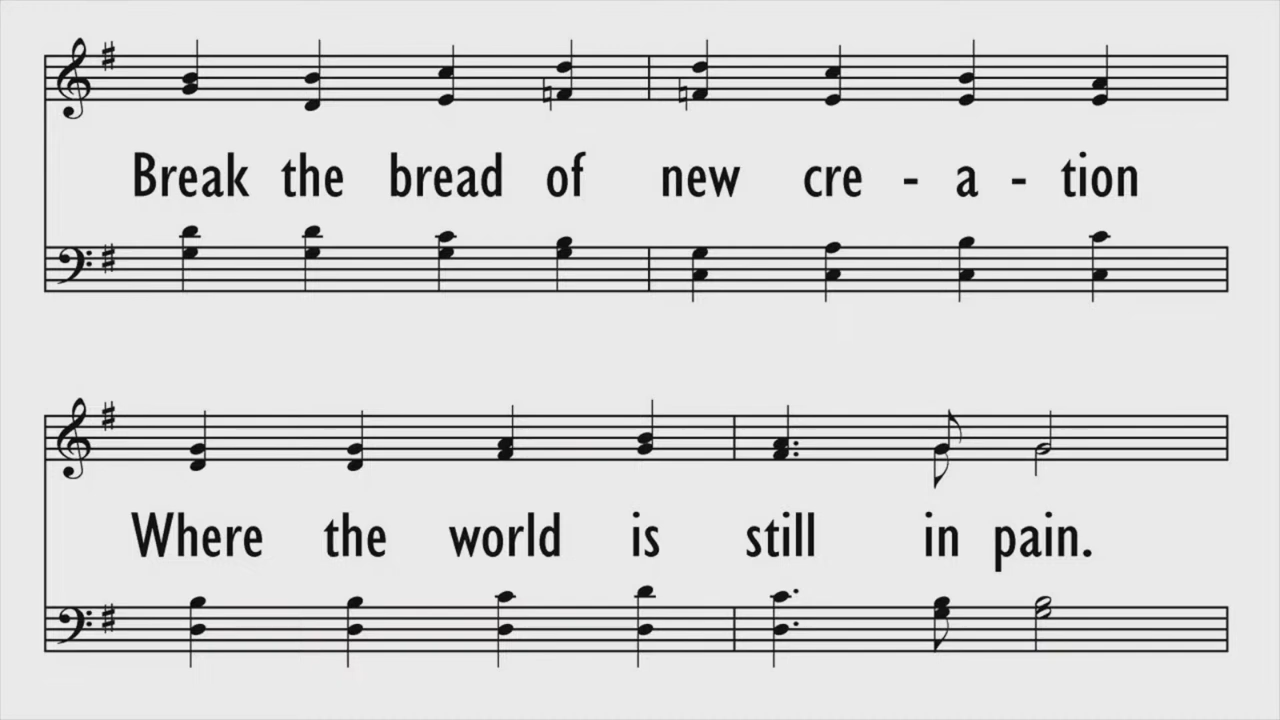 Break the bread of new cre - a - tion
Where the world is still in pain.